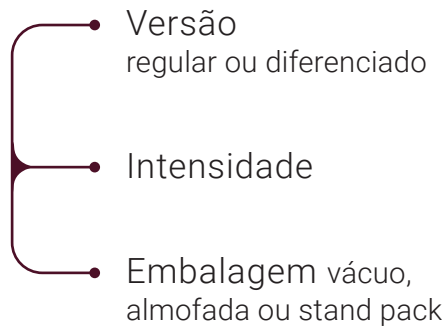 Versão
regular ou diferenciado
Intensidade
Embalagem vácuo,
almofada ou stand pack